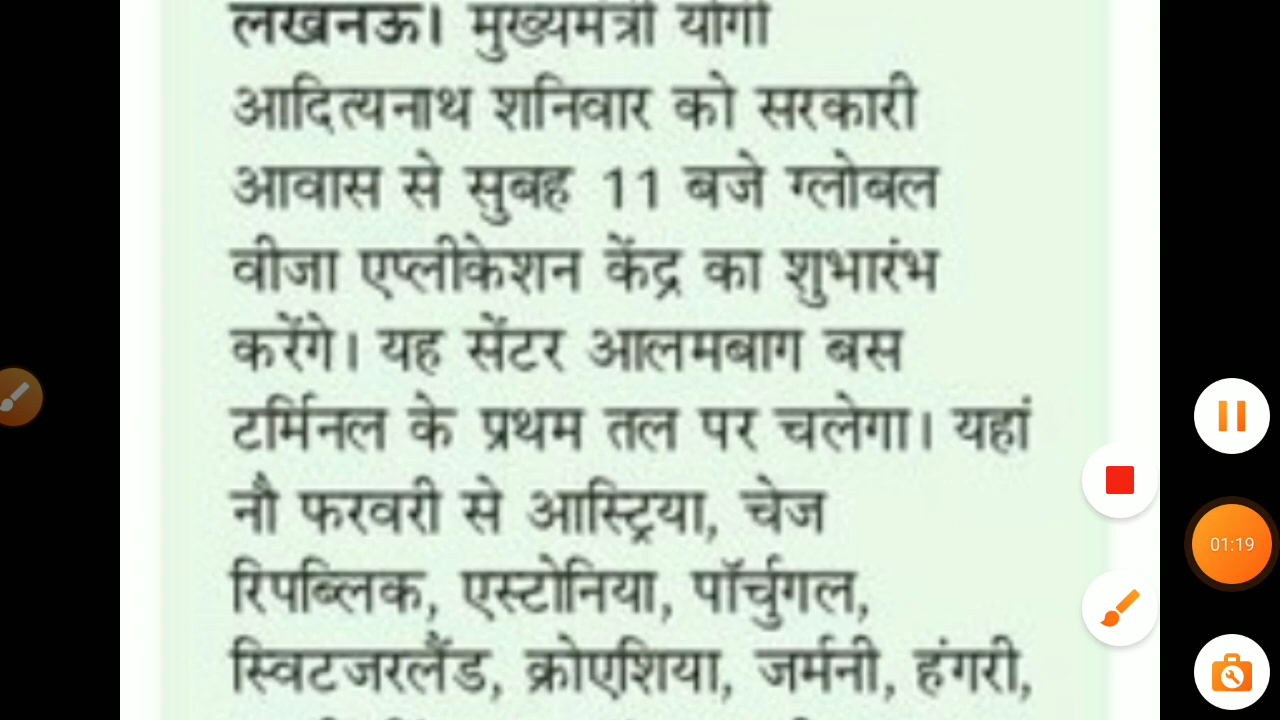 लखनऊ। मुख्यमंत्री योगी
आदित्यनाथ शनिवार को सरकारी
आवास से सुबह 11 बजे ग्लोबल
वीजा एप्लीकेशन केंद्र का शुभारंभ
करेंगे। यह सेंटर आलमबाग बस
टर्मिनल के प्रथम तल पर चलेगा। यहां
नौ फरवरी से आस्ट्रिया, चेज
रिपब्लिक, एस्टोनिया, पॉर्चुगल,
स्विटजरलैंड, क्रोएशिया, जर्मनी, हंगरी,
01:19